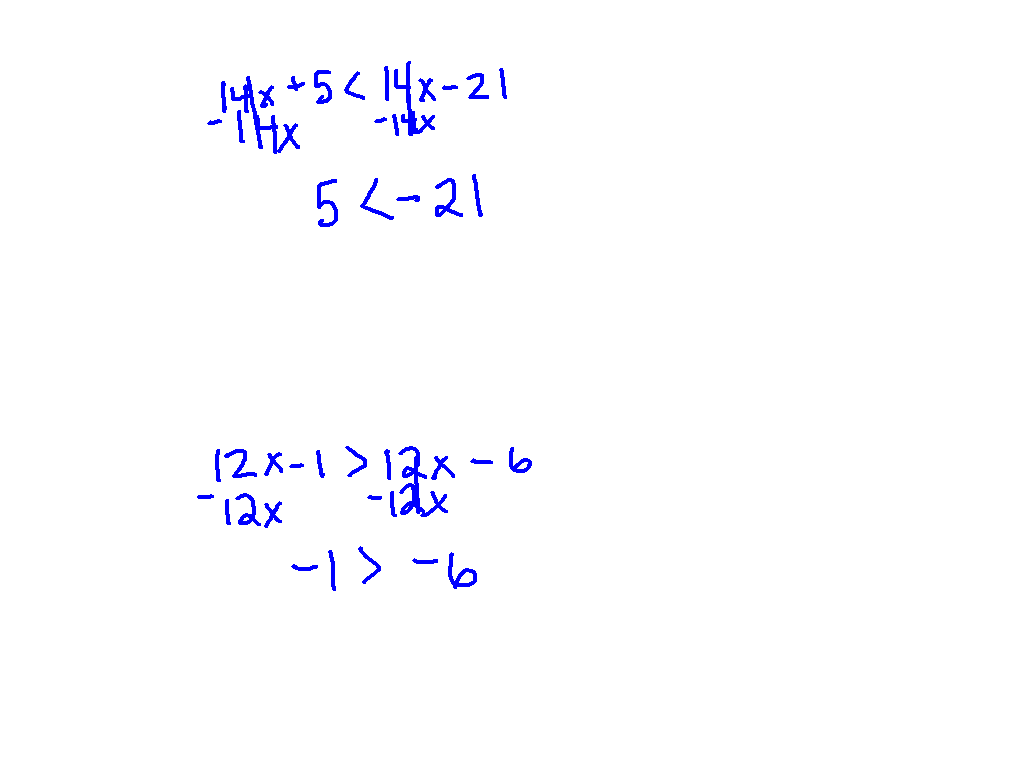 14x + 5 < 14x - 21
- 14x - 14x
5 < - 21
12x - 1 > 12x - 6
- 12x - 12x
- 1 > - 6